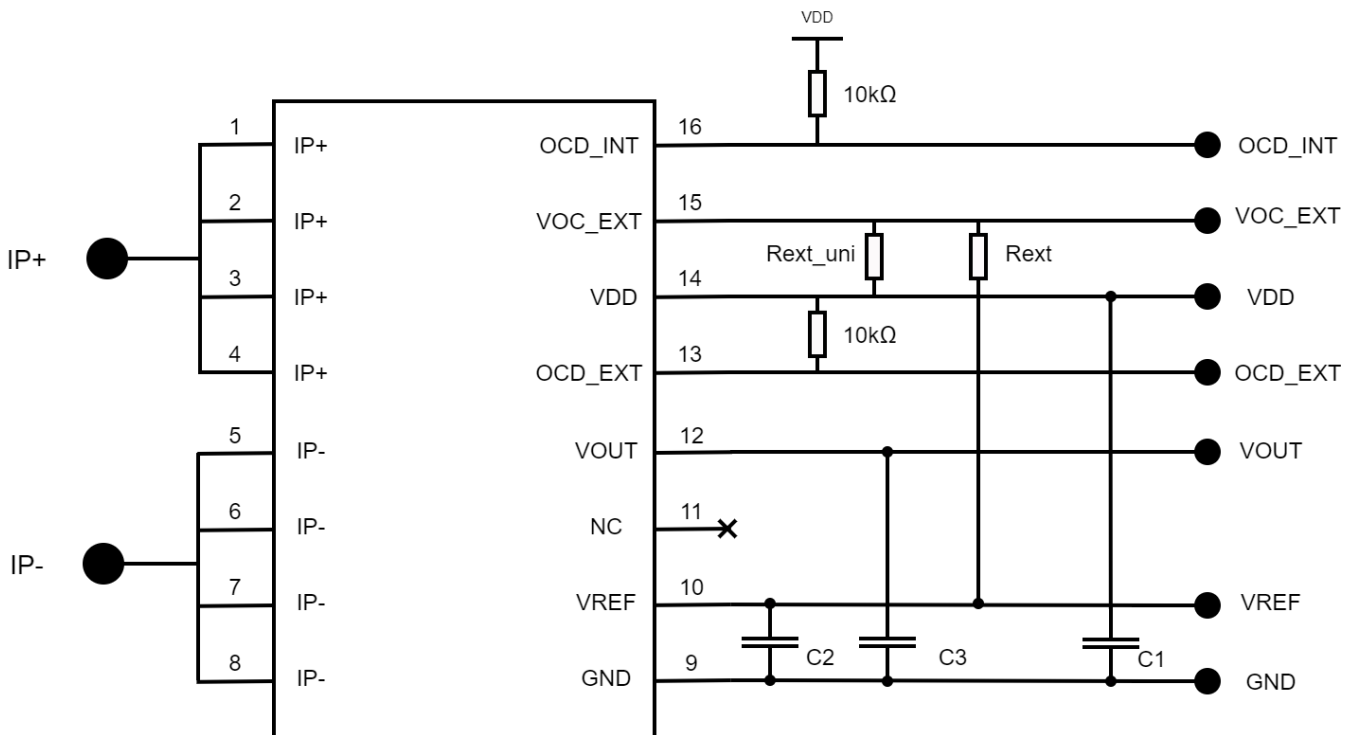 VDD
10kΩ
1 IP+ OCD_INT 16 OCD_INT
2 IP+ VOC_EXT 15 VOC_EXT
IP+ Rext_uni Rext
3 IP+ VDD 14 VDD
10kΩ
4 IP+ OCD_EXT 13 OCD_EXT
5 IP- VOUT 12 VOUT
6 IP- NC 11
IP-
7 IP- VREF 10 VREF
8 IP- GND 9 C2 C3 C1 GND